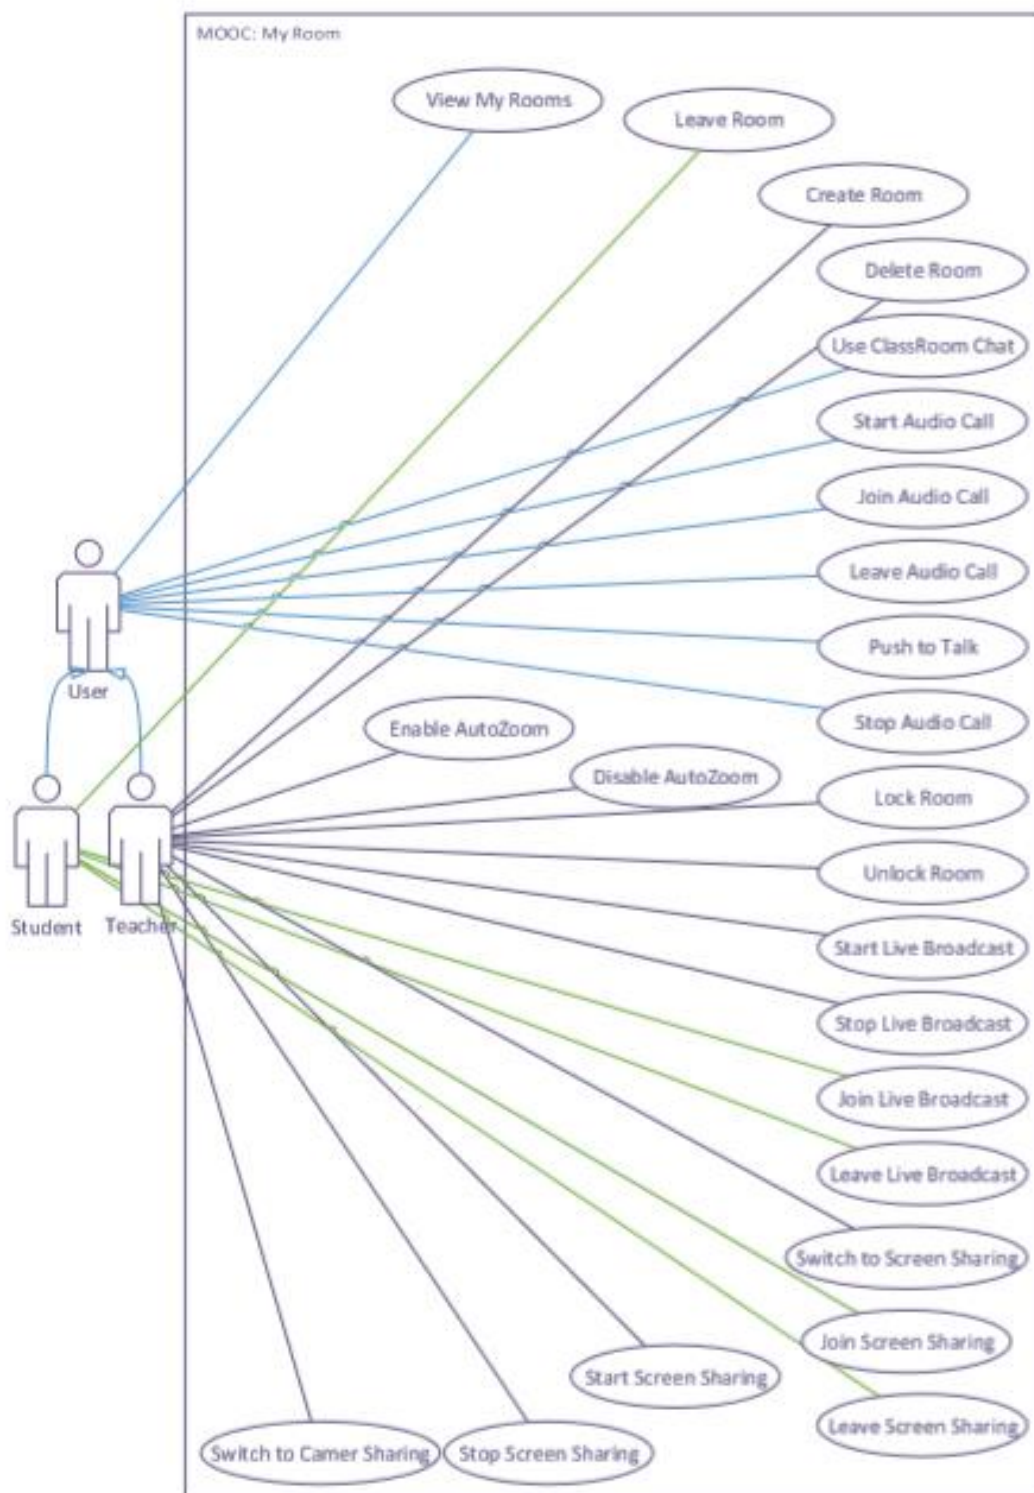 MOOC: My Room
View My Rooms
Leave Room
Create Room
Delete Room
Use ClassRoom Chat
Start Audio Call
Join Audio Call
Leave Audio Call
Push to Talk
User
Stop Audio Call
Enable AutoZoom
Disable AutoZoom
Lock Room
Unlock Room
Student
Teacher
Start Live Broadcast
Stop Live Broadcast
Join Live Broadcast
Leave Live Broadcast
Switch to Screen Sharing
Join Screen Sharing
Start Screen Sharing
Leave Screen Sharing
Switch to Camer Sharing
Stop Screen Sharing